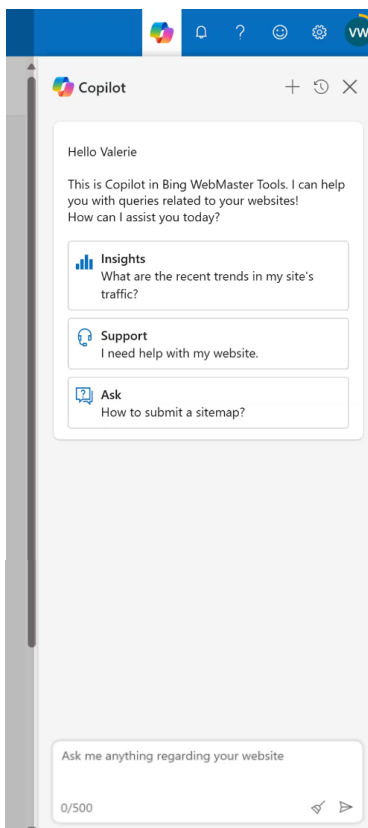 ?
VW
Copilot
Hello Valerie
This is Copilot in Bing WebMaster Tools. I can help
you with queries related to your websites!
How can I assist you today?
Insights
What are the recent trends in my site's
traffic?
Support
I need help with my website.
Ask
How to submit a sitemap?
Ask me anything regarding your website
0/500